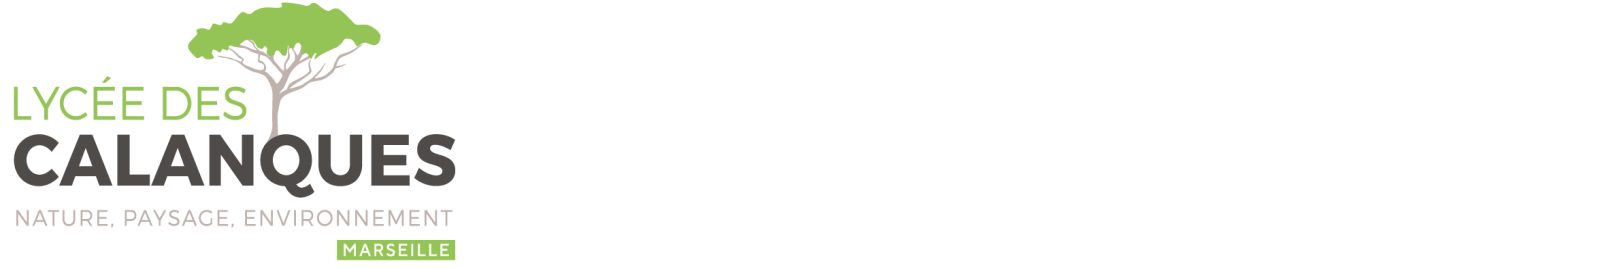 LYCÉE DES
CALANQUES
NATURE, PAYSAGE, ENVIRONNEMENT
MARSEILLE